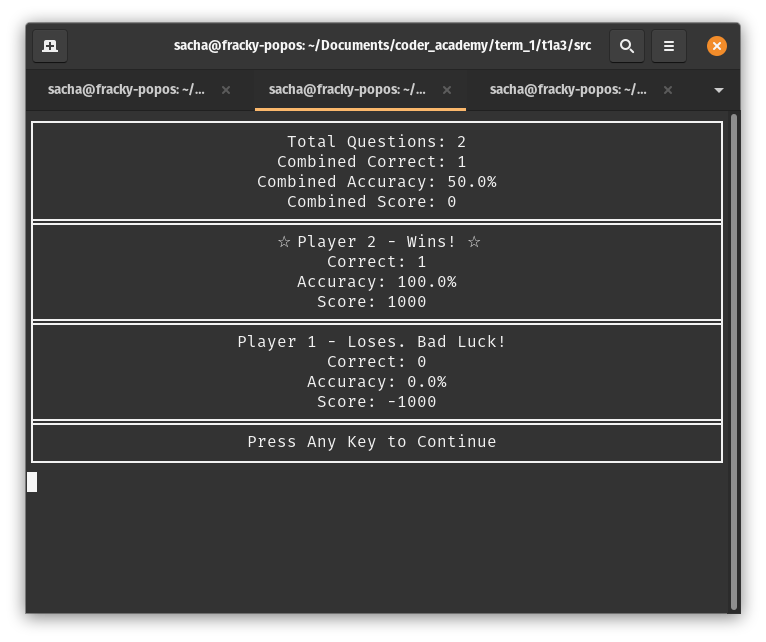 sacha@fracky-popos: ~/Documents/coder_academy/term_1/t1a3/src
sacha@fracky-popos: ~/... sacha@fracky-popos: ~/... sacha@fracky-popos: ~/...
Total Questions: 2
Combined Correct: 1
Combined Accuracy: 50.0%
Combined Score: 0
☆ Player 2 - Wins! ☆
Correct: 1
Accuracy: 100.0%
Score: 1000
Player 1 - Loses. Bad Luck!
Correct: 0
Accuracy: 0.0%
Score: -1000
Press Any Key to Continue